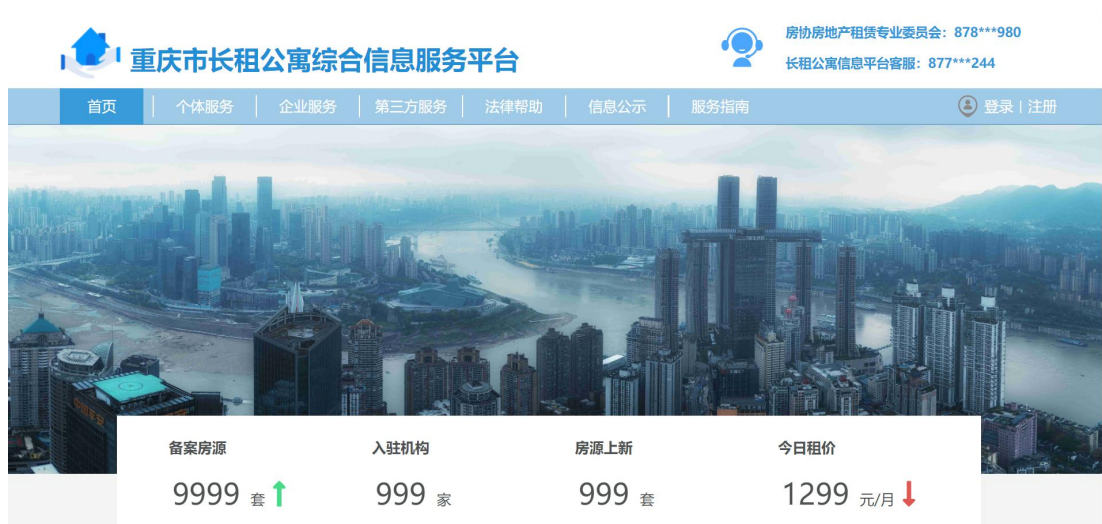 房协房地产租赁专业委员会：878***980
重庆市长租公寓综合信息服务平台
长租公寓信息平台客服：877***244
首页 个体服务 企业服务 第三方服务 法律帮助 信息公示 服务指南 登录 | 注册
备案房源 入驻机构 房源上新 今日租价
9999 套 999 家 999 套 1299 元/月